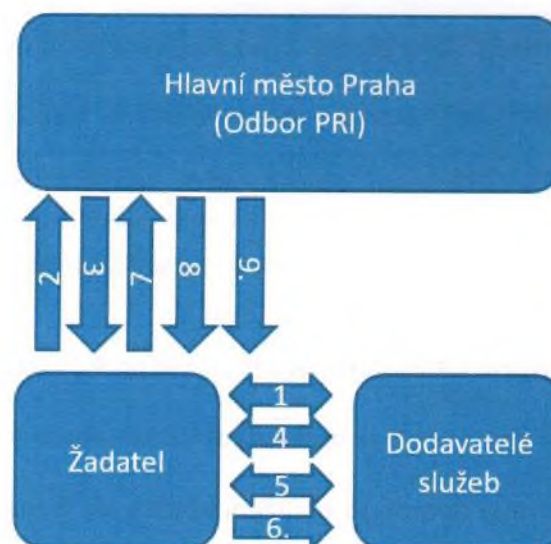 Hlavní město Praha
(Odbor PRI)
2
3
7
8
9.
1
4
5
6.
Žadatel
Dodavatelé
služeb